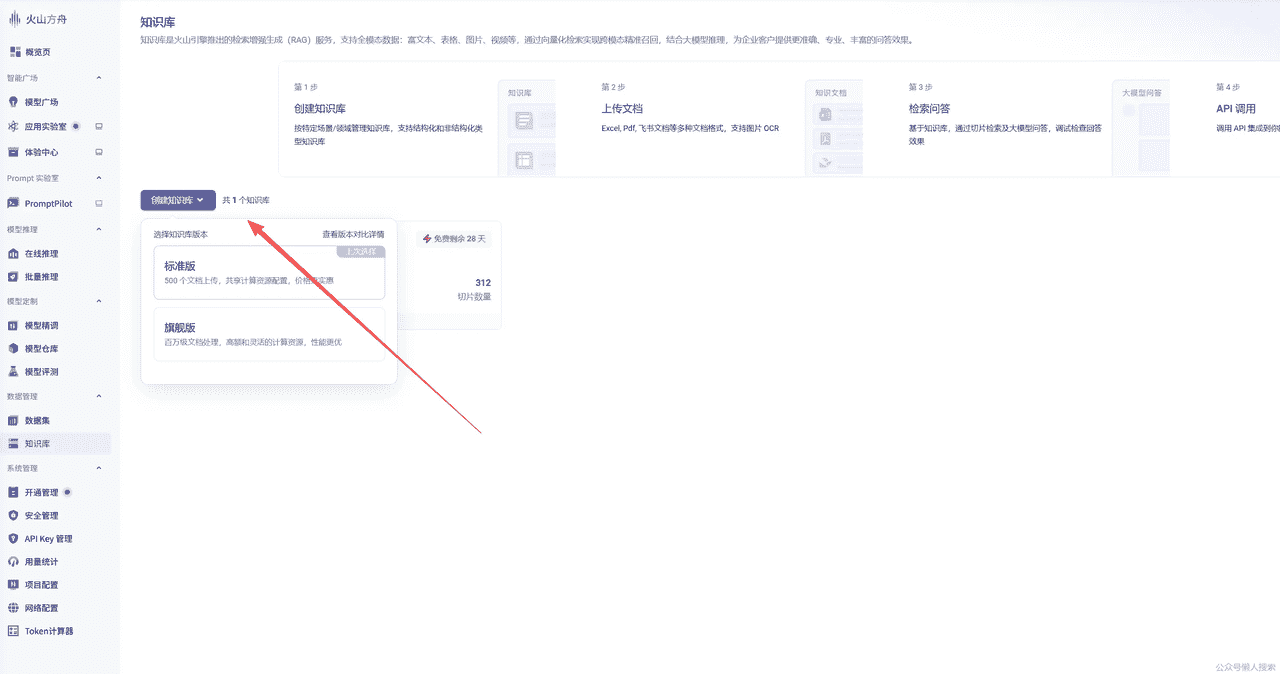 火山方舟
概览页
智能广场
模型广场
应用实验室
体验中心
Prompt 实验室
PromptPilot
模型推理
在线推理
批量推理
模型定制
模型精调
模型仓库
模型评测
数据管理
数据集
知识库
系统管理
开通管理
安全管理
API Key 管理
用量统计
项目配置
网络配置
Token计算器
知识库
知识库是火山引擎推出的检索增强生成（RAG）服务，支持全模态数据：富文本、表格、图片、视频等，通过向量化检索实现跨模态精准召回，结合大模型推理，为企业客户提供更准确、专业、丰富的问答效果。
第 1 步
创建知识库
按特定场景/领域管理知识库，支持结构化和非结构化类
型知识库
知识库
第 2 步
上传文档
Excel, Pdf, 飞书文档等多种文档格式，支持图片 OCR
知识文档
第 3 步
检索问答
基于知识库，通过切片检索及大模型问答，调试检查回答
效果
大模型问答
第 4 步
API 调用
调用 API 集成到你
创建知识库
共 1 个知识库
选择知识库版本
查看版本对比详情
上次选择
标准版
500 个文档上传，共享计算资源配置，价格 实惠
旗舰版
百万级文档处理，高额和灵活的计算资源，性能更优
免费剩余 28 天
312
切片数量
公众号懒人搜索